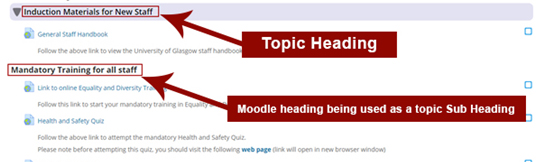 Induction Materials for New Staff
General Staff Handbook
Topic Heading
Follow the above link to view the University of Glasgow staff handbook
Mandatory Training for all staff
Link to online Equality and Diversity Tra
Follow this link to start your mandatory training in Equality
Moodle heading being used as a topic Sub Heading
Health and Safety Quiz
Follow the above link to attempt the mandatory Health and Safety Quiz.
Please note before attempting this quiz, you should visit the following web page (link will open in new browser window)